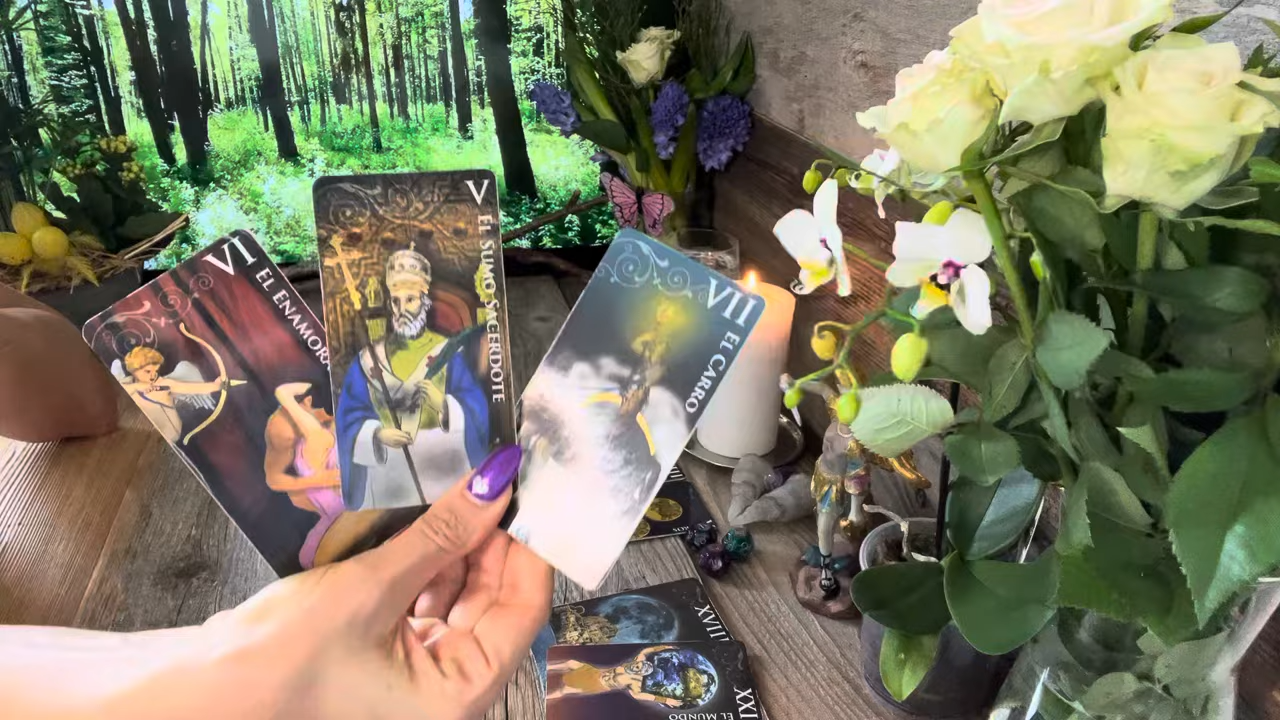 VI EL ENAMOR
V EL SUMO SACERDOTE
VII EL CARRO
XVIII
XXI EL MUNDO